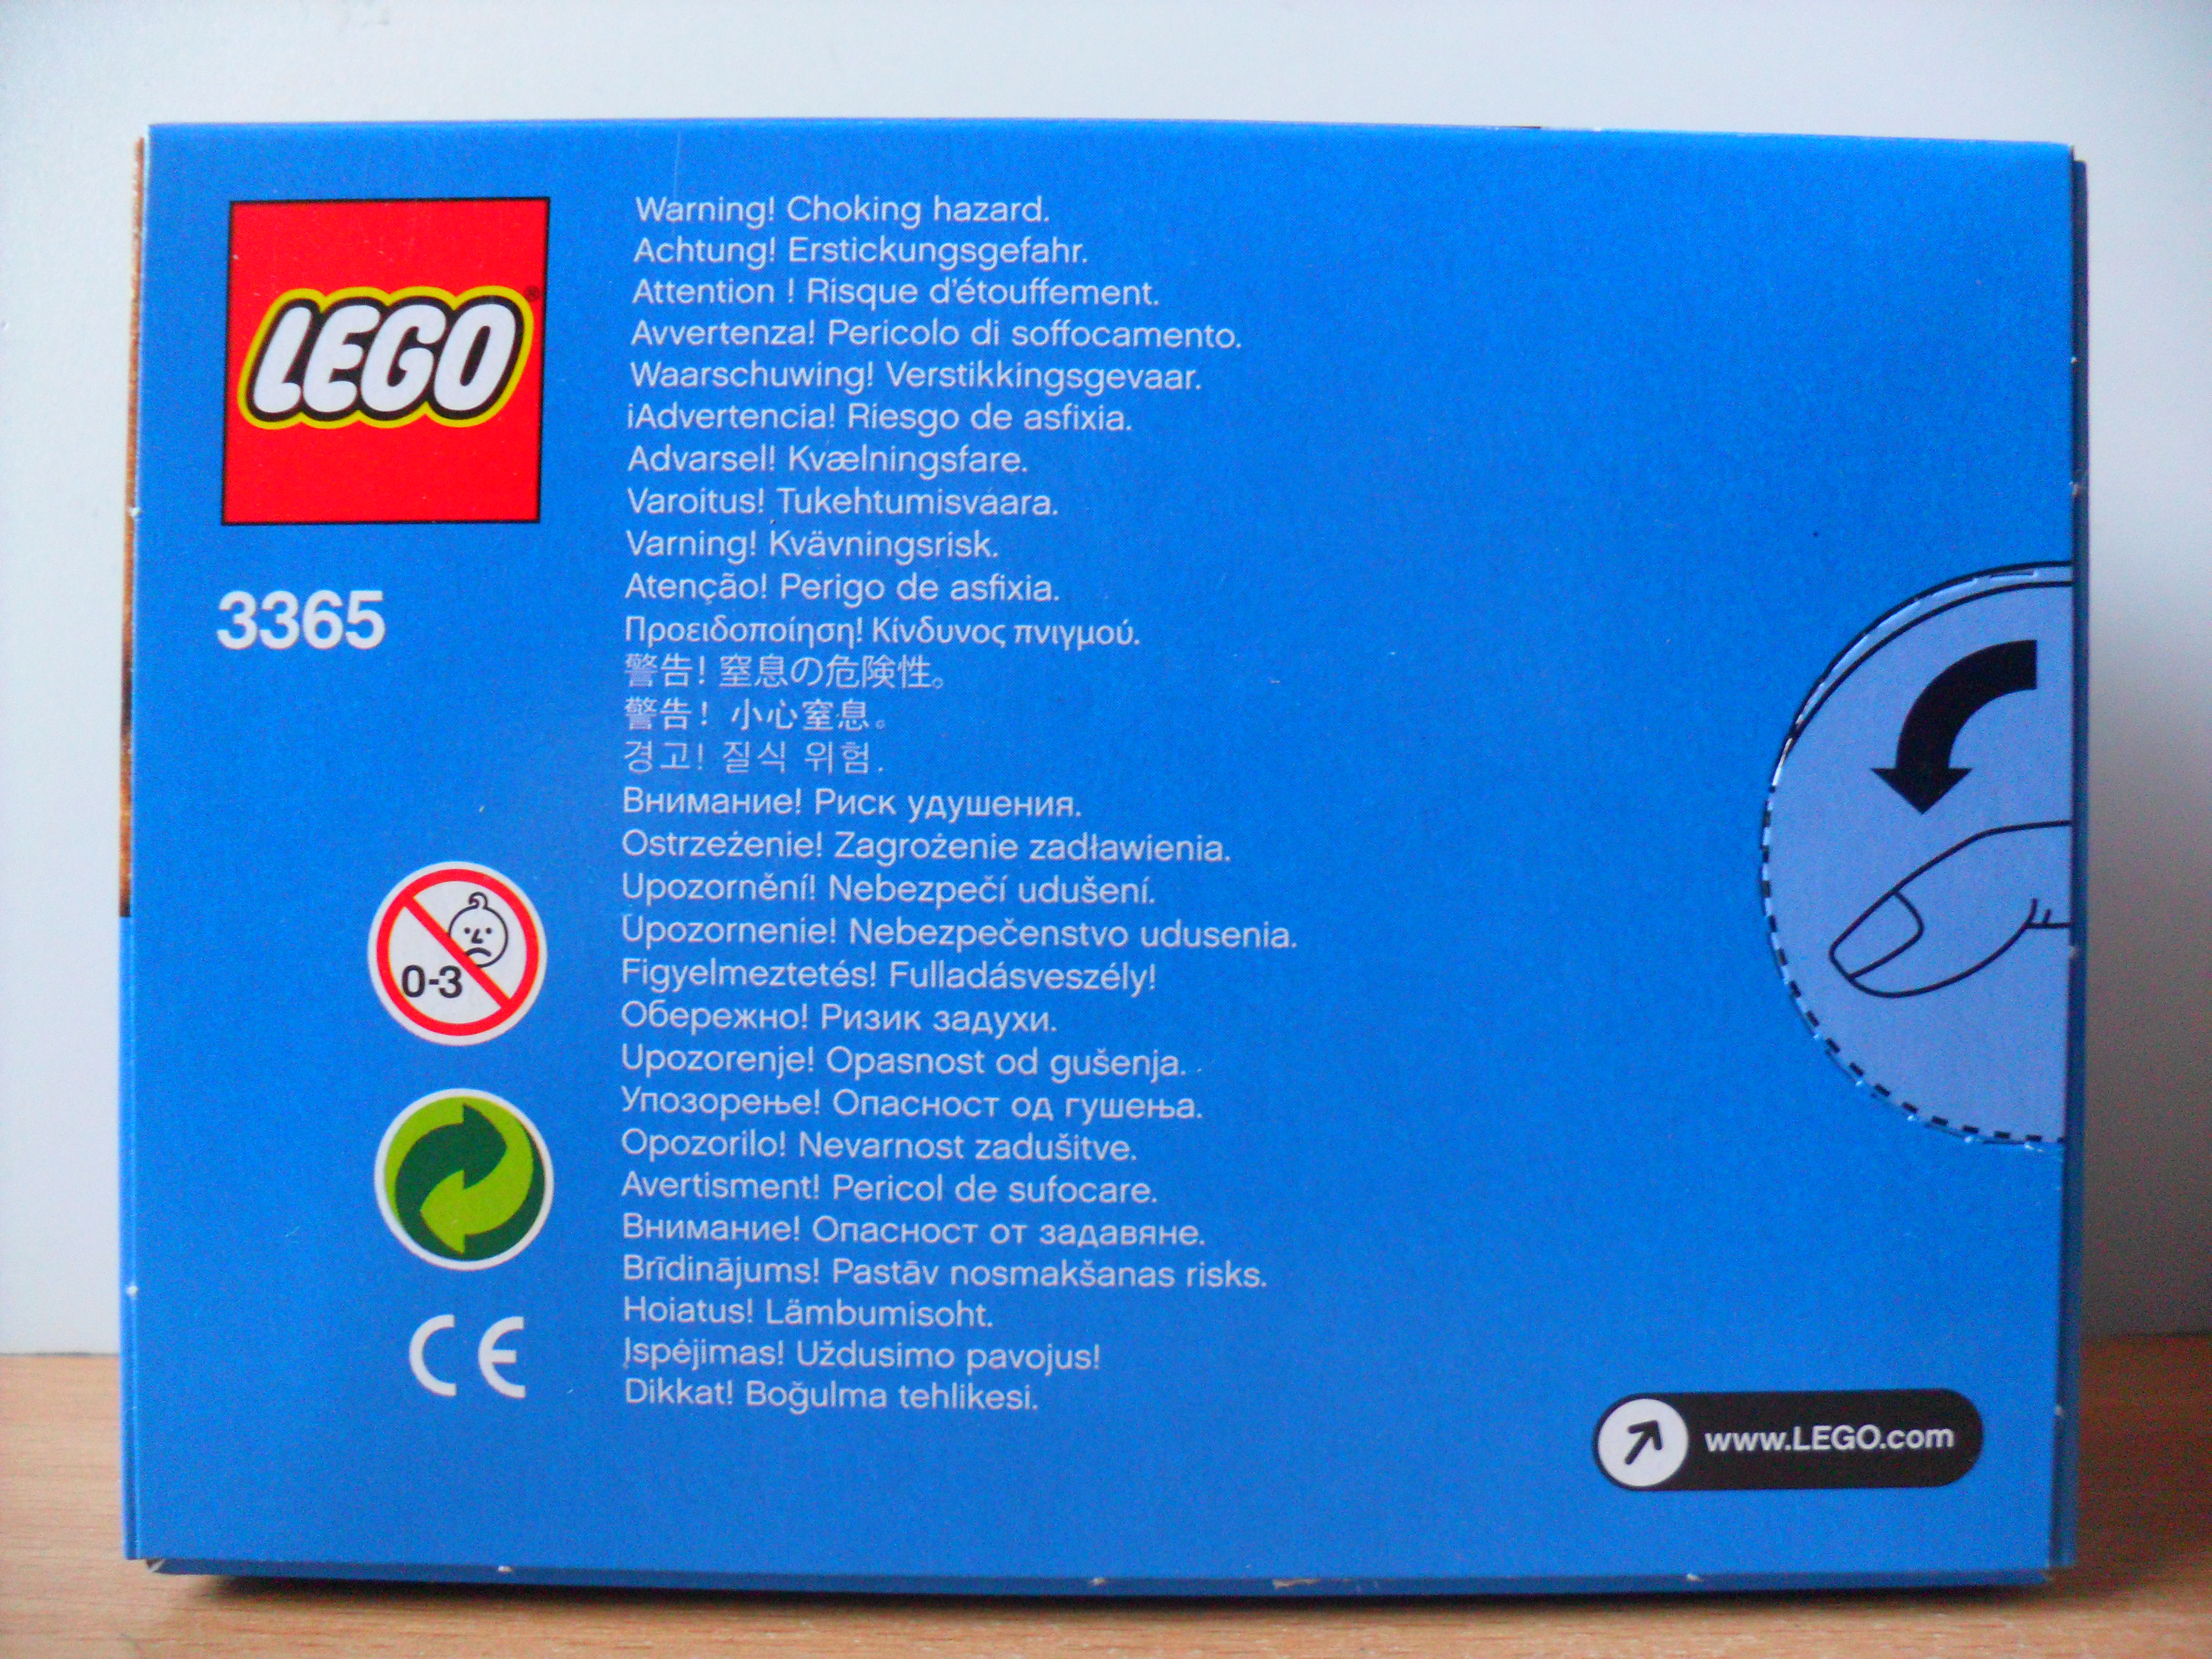 LEGO®
3365
Warning! Choking hazard.
Achtung! Erstickungsgefahr.
Attention ! Risque d'étouffement.
Avvertenza! Pericolo di soffocamento.
Waarschuwing! Verstikkingsgevaar.
¡Advertencia! Riesgo de asfixia.
Advarsel! Kvælningsfare.
Varoitus! Tukehtumisvaara.
Varning! Kvävningsrisk.
Atenção! Perigo de asfixia.
Προειδοποίηση! Κίνδυνος πνιγμού.
警告! 窒息の危険性。
警告! 小心窒息。
경고! 질식 위험.
Внимание! Риск удушения.
Ostrzeżenie! Zagrożenie zadławienia.
Upozornění! Nebezpečí udušení.
Upozornenie! Nebezpečenstvo udusenia.
Figyelmeztetés! Fulladásveszély!
Обережно! Ризик задухи.
Upozorenje! Opasnost od gušenja.
Упозорење! Опасност од гушења.
Opozorilo! Nevarnost zadušitve.
Avertisment! Pericol de sufocare.
Внимание! Опасност от задавяне.
Brīdinājums! Pastāv nosmakšanas risks.
Hoiatus! Lämbumisoht.
Įspėjimas! Uždusimo pavojus!
Dikkat! Boğulma tehlikesi.
0-3
CE
www.LEGO.com